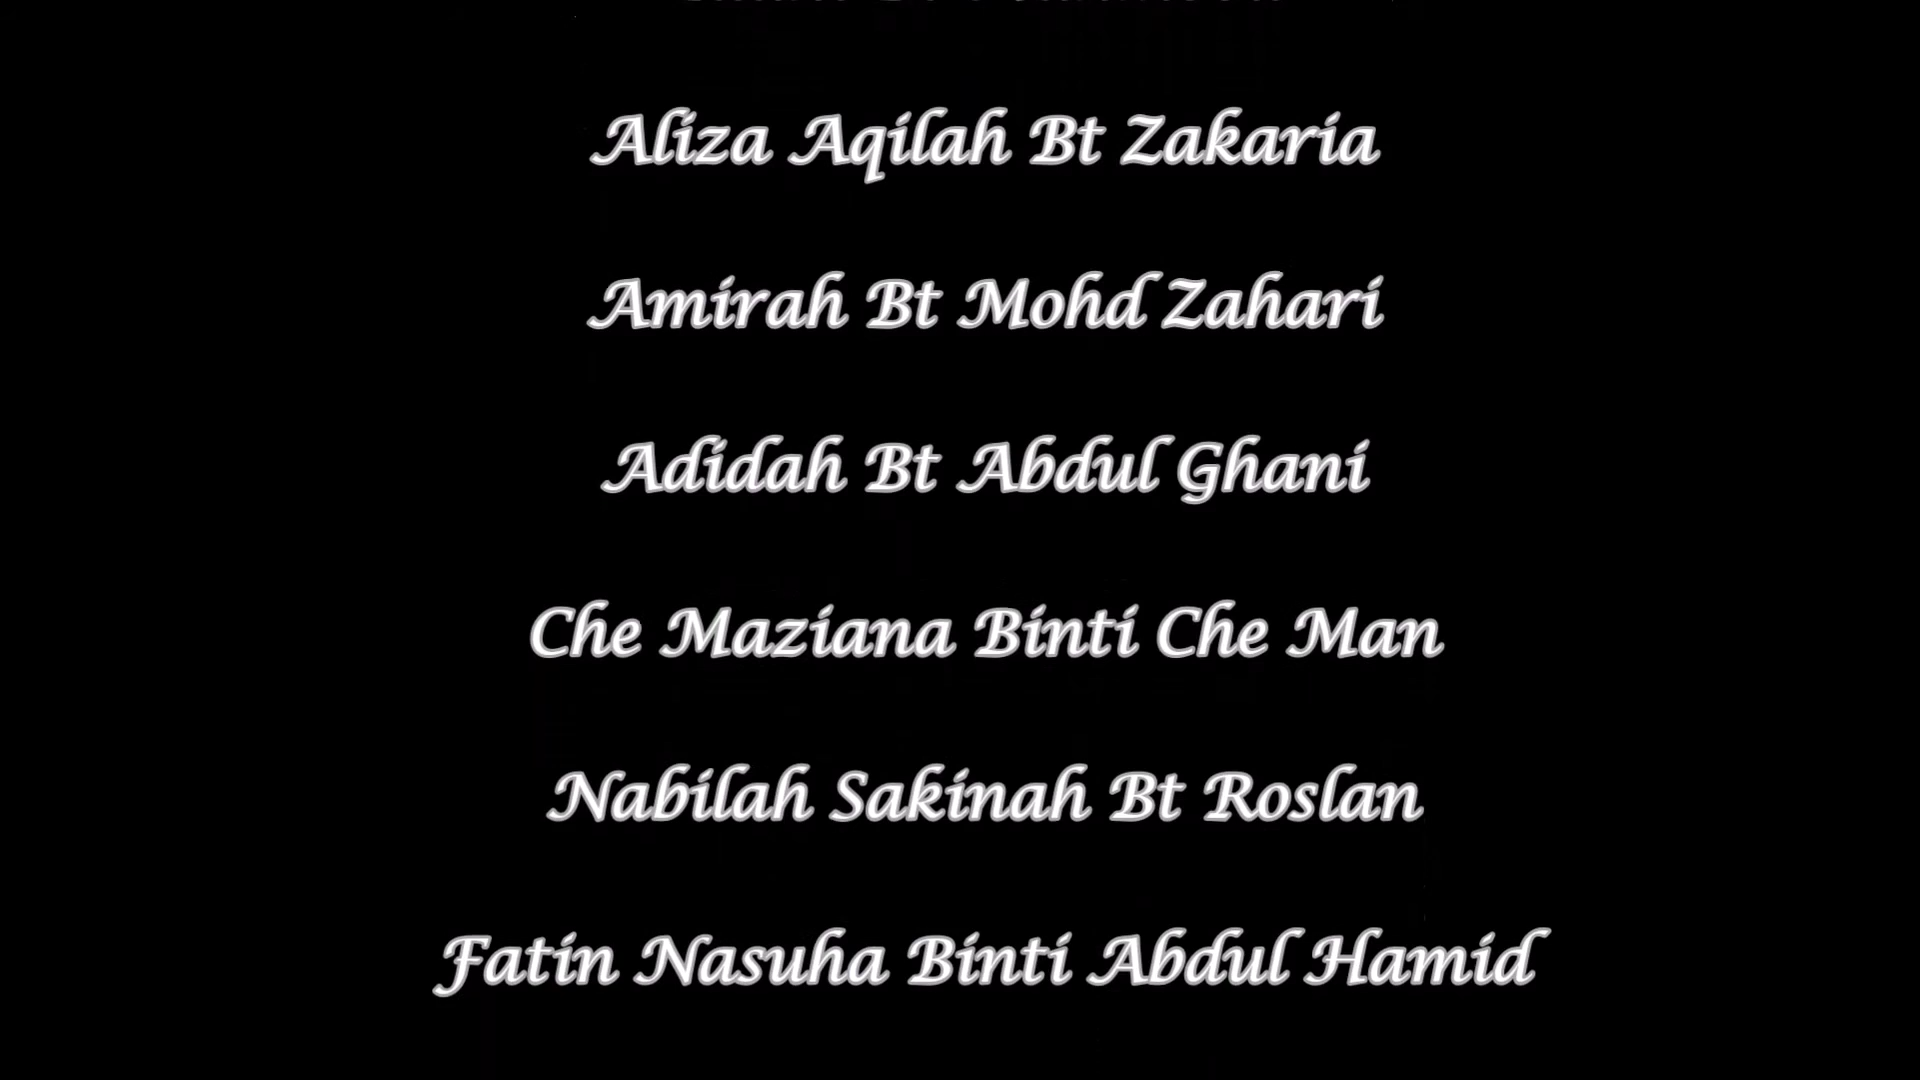 Aliza Aqilah Bt Zakaria
Amirah Bt Mohd Zahari
Adidah Bt Abdul Ghani
Che Maziana Binti Che Man
Nabilah Sakinah Bt Roslan
Fatin Nasuha Binti Abdul Hamid